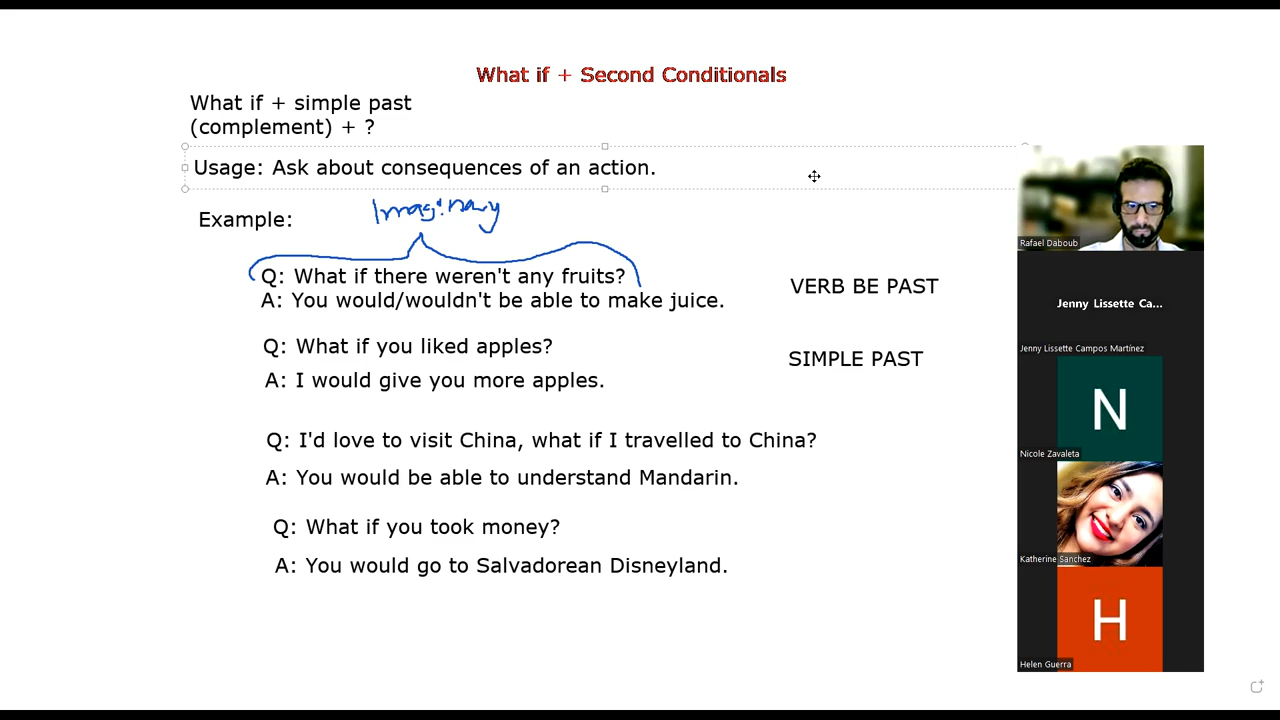 What if + Second Conditionals
What if + simple past
(complement) + ?
Usage: Ask about consequences of an action.
Imaginary
Example:
Q: What if there weren't any fruits?
A: You would/wouldn't be able to make juice.
VERB BE PAST
Q: What if you liked apples?
SIMPLE PAST
A: I would give you more apples.
Q: I'd love to visit China, what if I travelled to China?
A: You would be able to understand Mandarin.
Q: What if you took money?
A: You would go to Salvadorean Disneyland.
Rafael Daboub
Jenny Lissette Ca...
Jenny Lissette Campos Martínez
N
Nicole Zavaleta
Katherine Sanchez
H
Helen Guerra